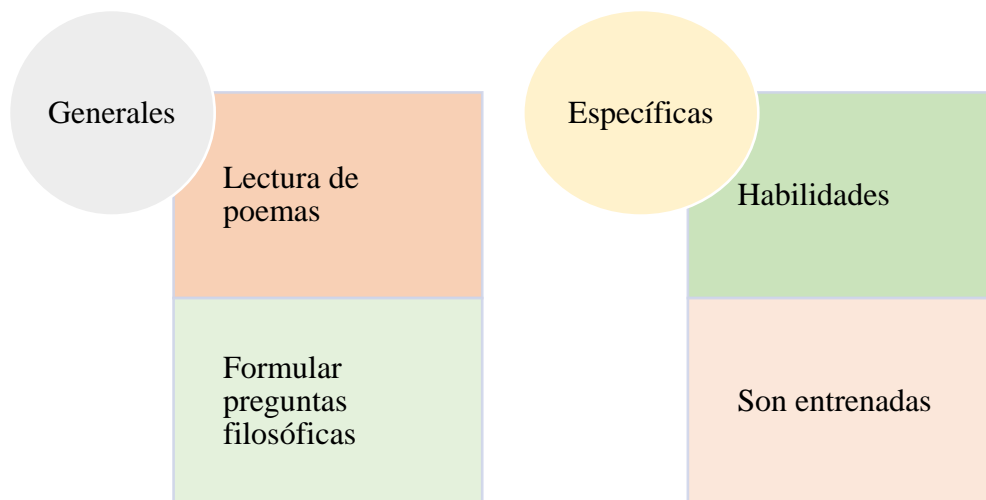 Generales
Lectura de
poemas
Formular
preguntas
filosóficas
Específicas
Habilidades
Son entrenadas